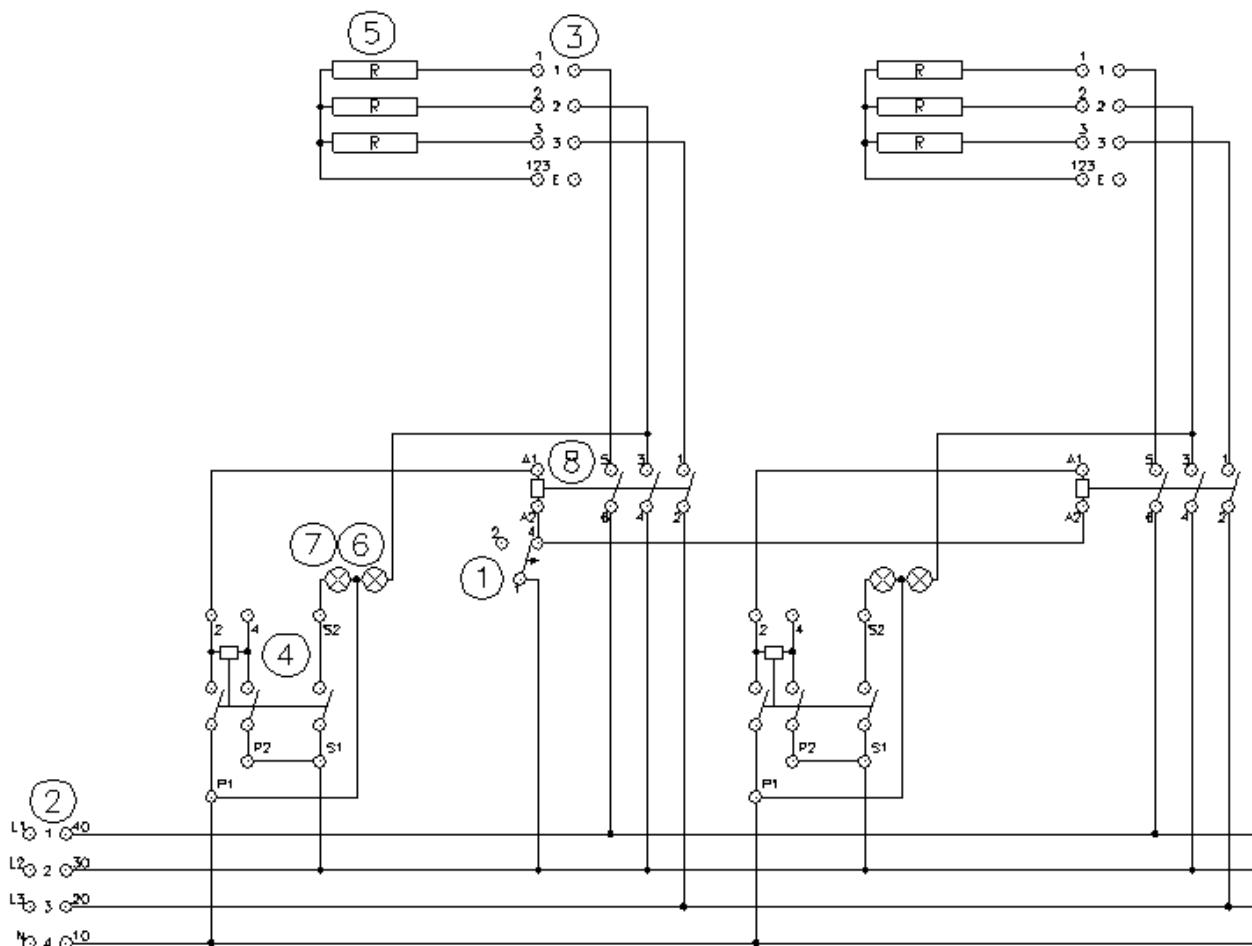 5 3
1 1
R 1 R 1
2 2
R 2 R 2
3 3
R 3 R 3
123 E 123 E
A1 8 5 3 1 A1 5 3 1
A2 6 4 2 A2 6 4 2
2 4
7 6 1
1
2 4 S2 2 4 S2
4
P2 S1 P2 S1
P1 P1
2
L1 1 40
L2 2 30
L3 3 20
N 4 10